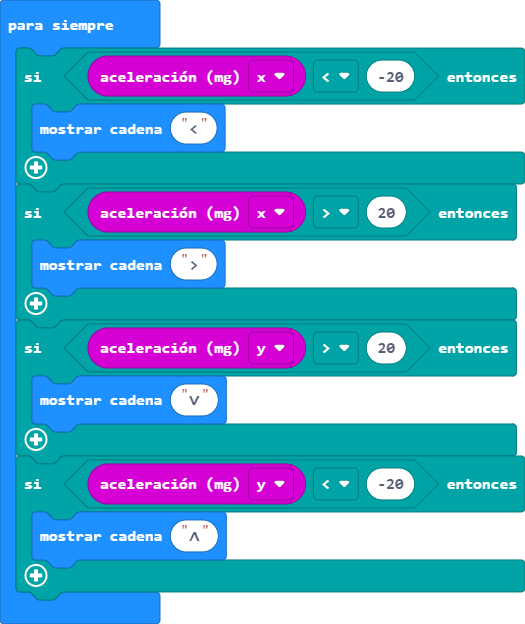 para siempre
si aceleración (mg) x < -20 entonces
mostrar cadena "<"
si aceleración (mg) x > 20 entonces
mostrar cadena ">"
si aceleración (mg) y > 20 entonces
mostrar cadena "V"
si aceleración (mg) y < -20 entonces
mostrar cadena "Λ"